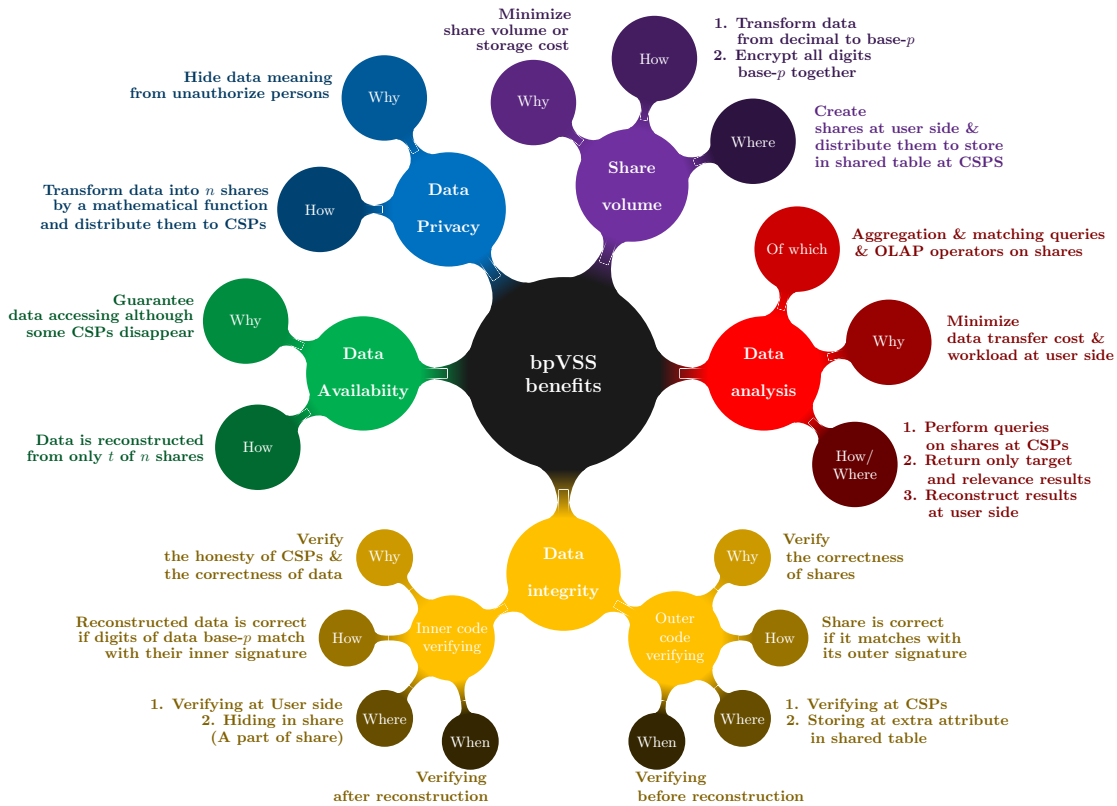 bpVSS
benefits
Data
Privacy
Why
Hide data meaning
from unauthorize persons
How
Transform data into n shares
by a mathematical function
and distribute them to CSPs
Share
volume
Why
Minimize
share volume or
storage cost
How
1. Transform data
from decimal to base-p
2. Encrypt all digits
base-p together
Where
Create
shares at user side &
distribute them to store
in shared table at CSPS
Data
analysis
Of which
Aggregation & matching queries
& OLAP operators on shares
Why
Minimize
data transfer cost &
workload at user side
How/
Where
1. Perform queries
on shares at CSPs
2. Return only target
and relevance results
3. Reconstruct results
at user side
Data
Availabiity
Why
Guarantee
data accessing although
some CSPs disappear
How
Data is reconstructed
from only t of n shares
Data
integrity
Inner code
verifying
Why
Verify
the honesty of CSPs &
the correctness of data
How
Reconstructed data is correct
if digits of data base-p match
with their inner signature
Where
1. Verifying at User side
2. Hiding in share
(A part of share)
When
Verifying
after reconstruction
Outer
code
verifying
Why
Verify
the correctness
of shares
How
Share is correct
if it matches with
its outer signature
Where
1. Verifying at CSPs
2. Storing at extra attribute
in shared table
When
Verifying
before reconstruction